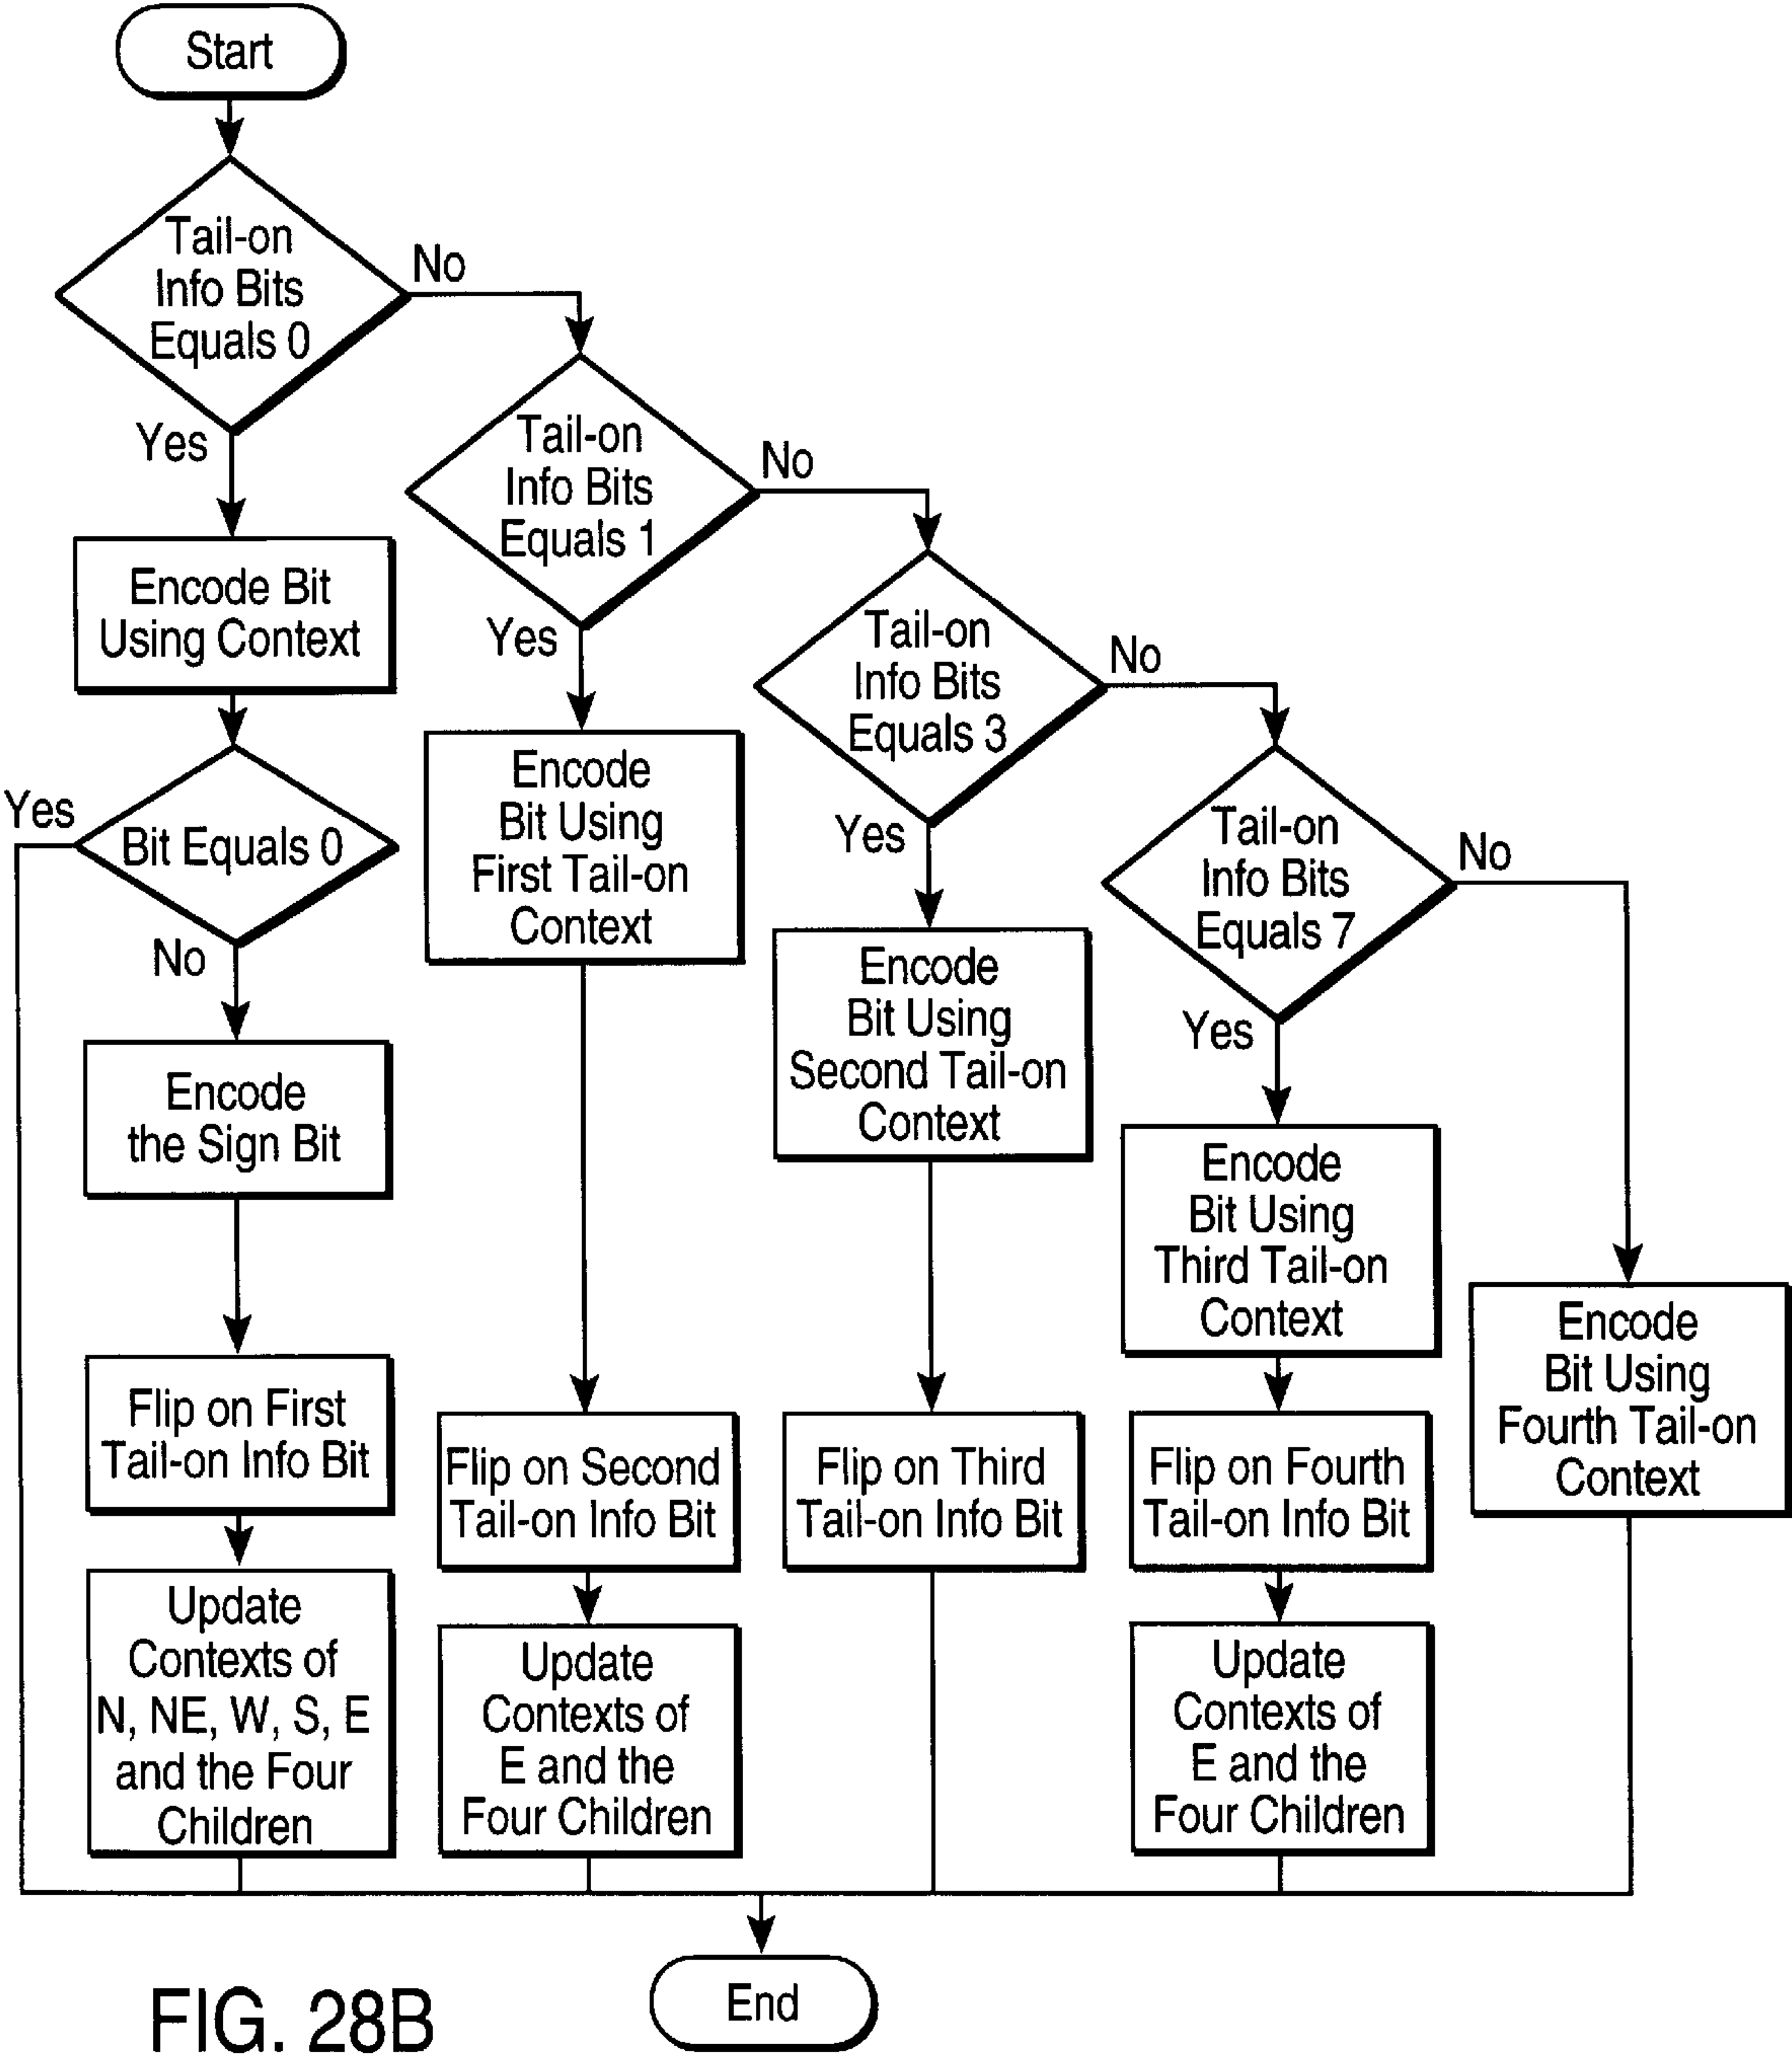 Start
Tail-on
Info Bits
Equals 0
No
Yes
Tail-on
Info Bits
Equals 1
No
Yes
Tail-on
Info Bits
Equals 3
No
Yes
Tail-on
Info Bits
Equals 7
No
Yes
Encode Bit
Using Context
Bit Equals 0
Yes
No
Encode
the Sign Bit
Flip on First
Tail-on Info Bit
Update
Contexts of
N, NE, W, S, E
and the Four
Children
Encode
Bit Using
First Tail-on
Context
Flip on Second
Tail-on Info Bit
Update
Contexts of
E and the
Four Children
Encode
Bit Using
Second Tail-on
Context
Flip on Third
Tail-on Info Bit
Encode
Bit Using
Third Tail-on
Context
Flip on Fourth
Tail-on Info Bit
Update
Contexts of
E and the
Four Children
Encode
Bit Using
Fourth Tail-on
Context
End
FIG. 28B